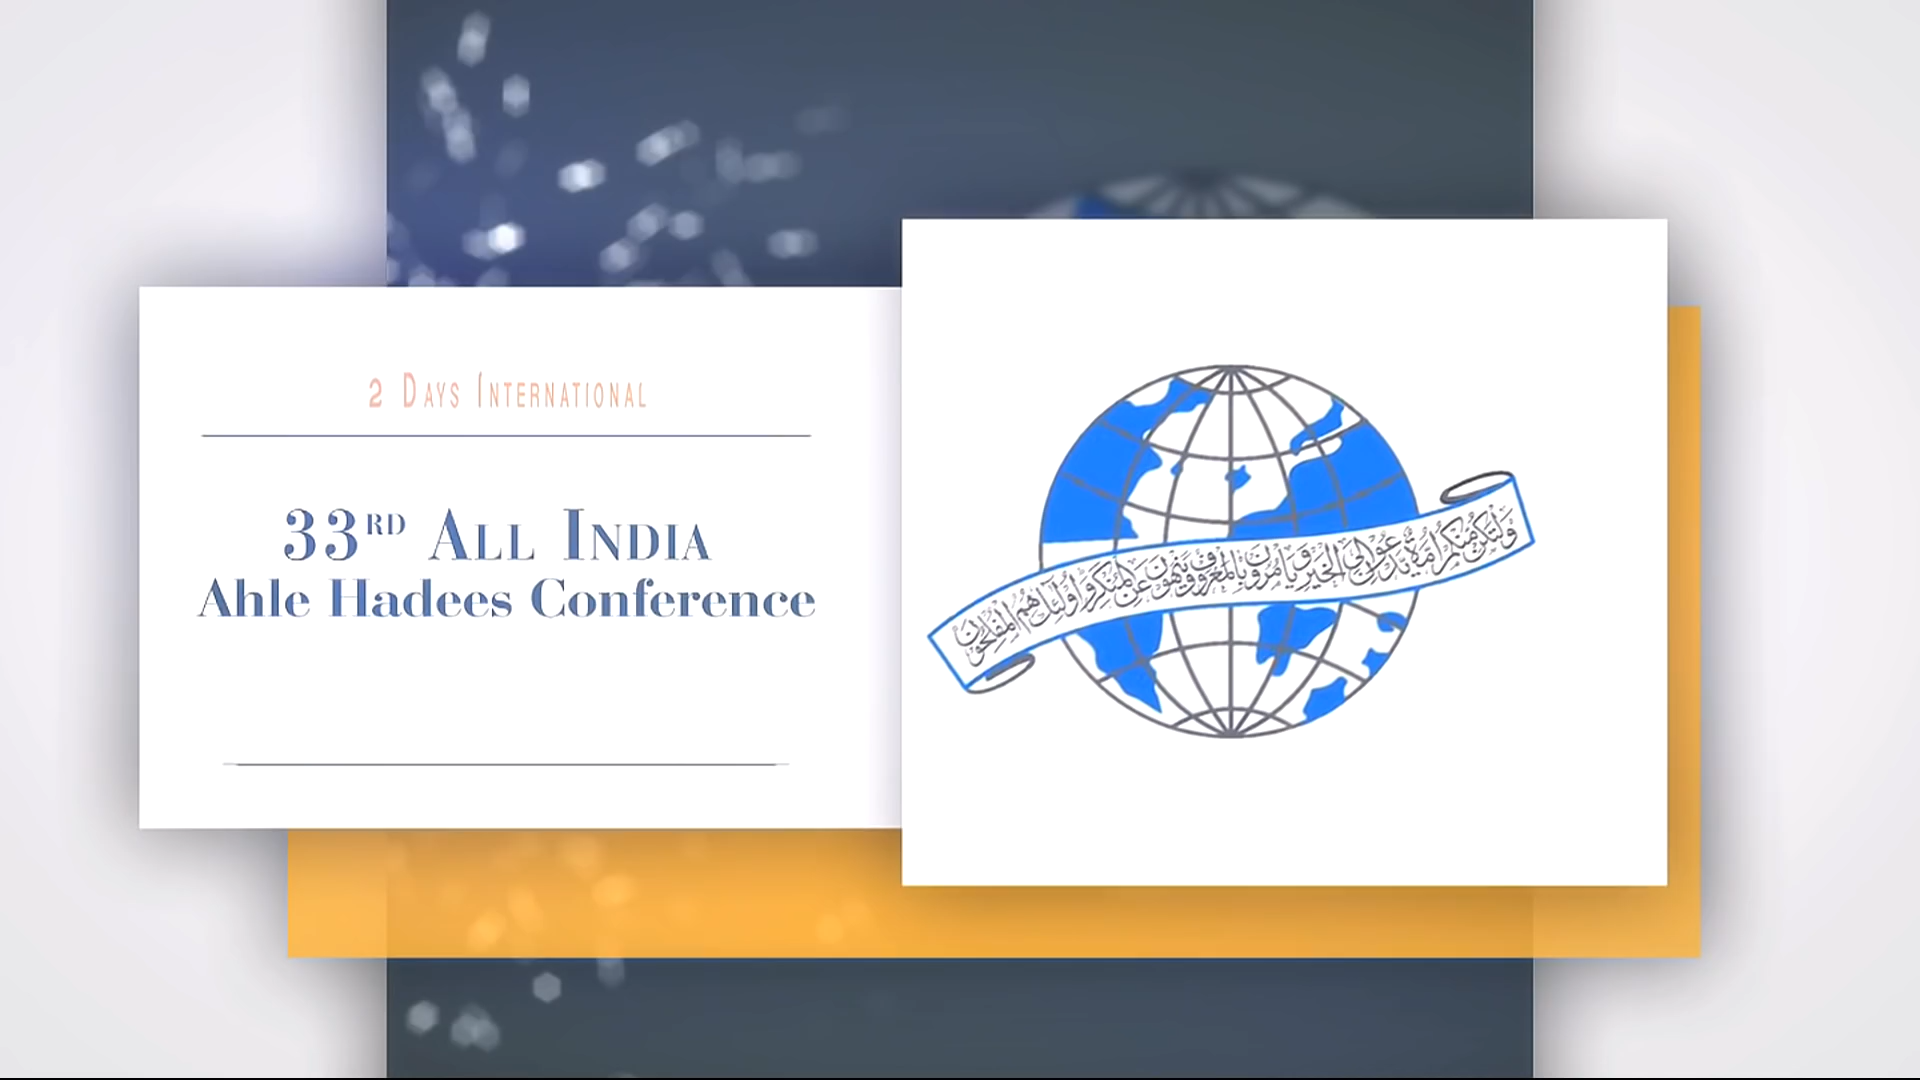 2 Days International
33RD All India
Ahle Hadees Conference
ولتكن منكم أمة يدعون إلى الخير ويأمرون بالمعروف وينهون عن المنكر وأولئك هم المفلحون